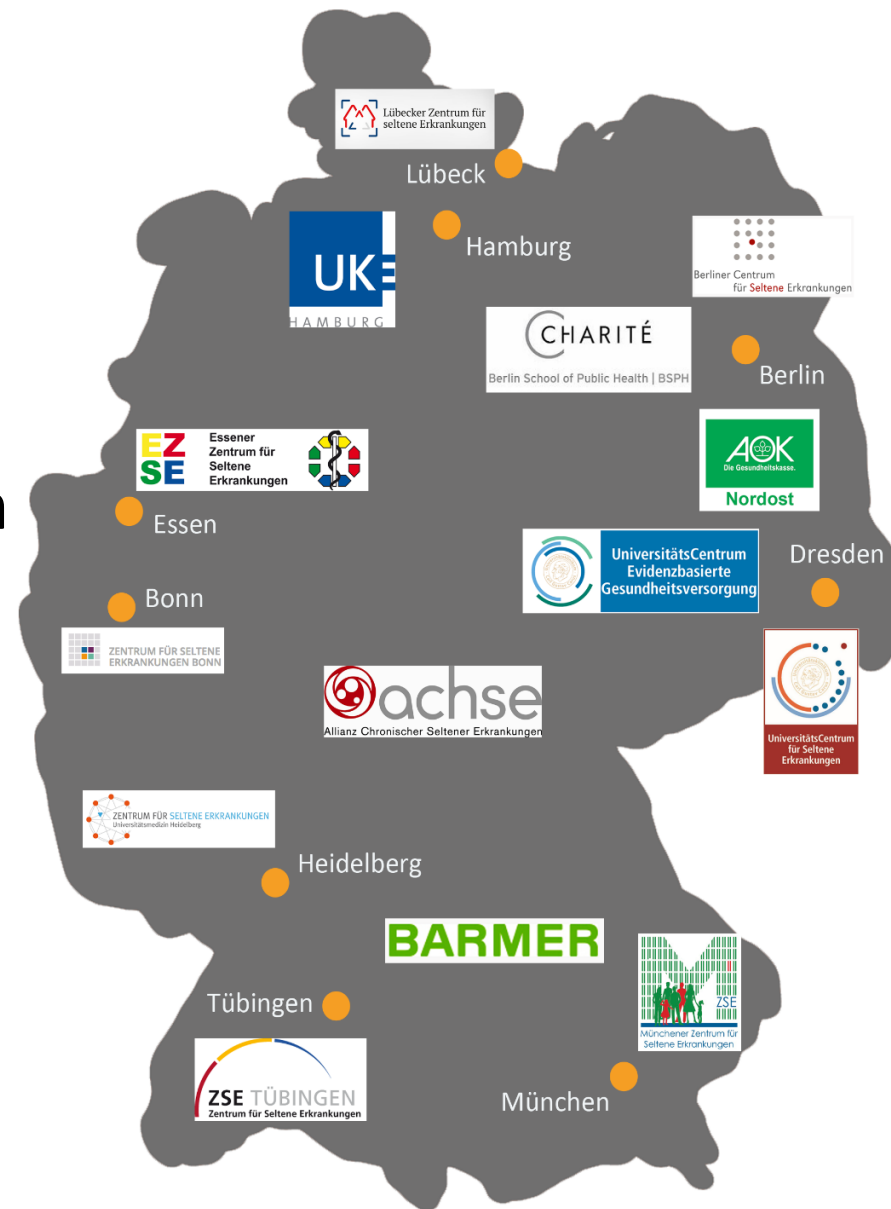 Lübecker Zentrum für
seltene Erkrankungen
Lübeck
Hamburg
UKE
HAMBURG
Berliner Centrum
für Seltene Erkrankungen
CHARITÉ
Berlin School of Public Health | BSPH
Berlin
EZ
SE
Essener
Zentrum für
Seltene
Erkrankungen
AOK
Die Gesundheitskasse.
Nordost
n
Essen
UniversitätsCentrum
Evidenzbasierte
Gesundheitsversorgung
Dresden
Bonn
ZENTRUM FÜR SELTENE
ERKRANKUNGEN BONN
achse
Allianz Chronischer Seltener Erkrankungen
UniversitätsCentrum
für Seltene
Erkrankungen
ZENTRUM FÜR SELTENE ERKRANKUNGEN
Universitätsmedizin Heidelberg
Heidelberg
BARMER
ZSE
Münchener Zentrum für
Seltene Erkrankungen
Tübingen
ZSE TÜBINGEN
Zentrum für Seltene Erkrankungen
München